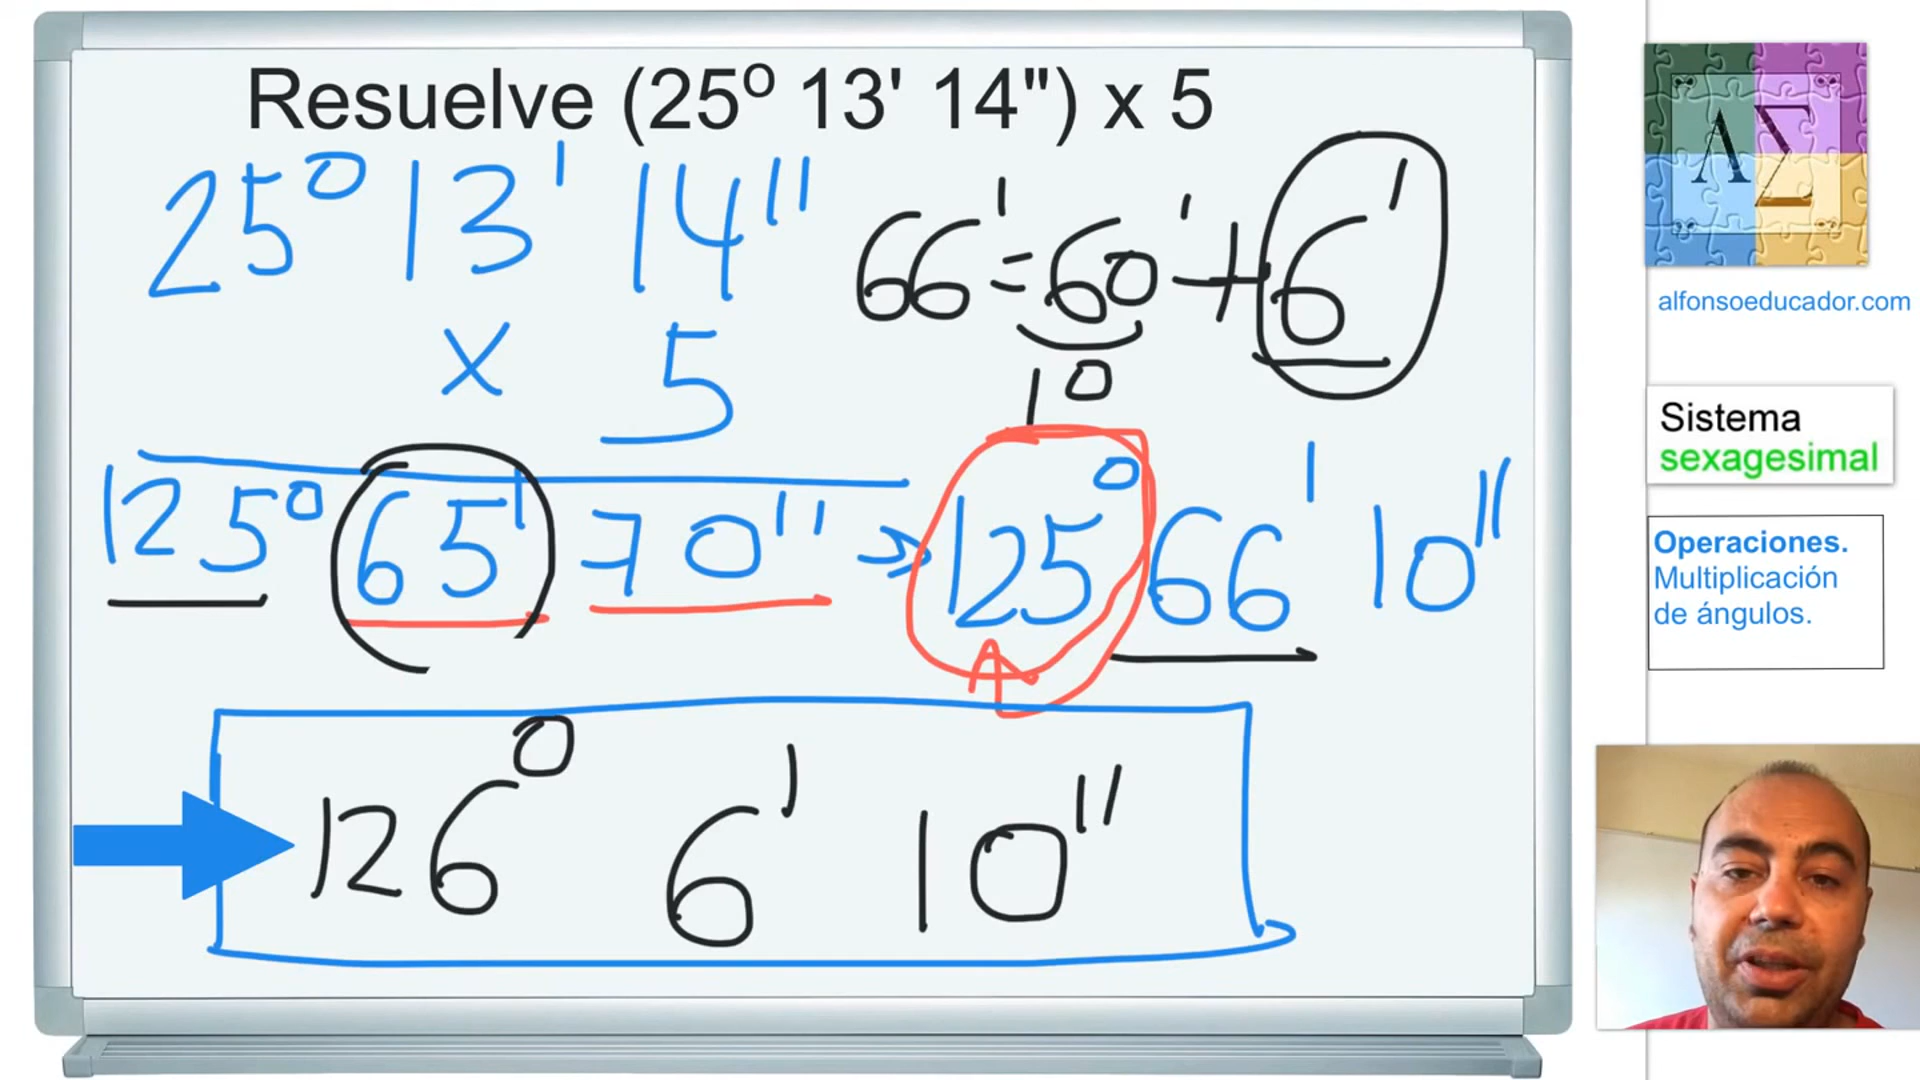 Resuelve (25º 13' 14") x 5
25º 13' 14''
x 5
66' = 60' + 6'
1º
125º 65' 70'' → 125º 66' 10''
126º 6' 10''
ΛΣ
alfonsoeducador.com
Sistema
sexagesimal
Operaciones.
Multiplicación
de ángulos.